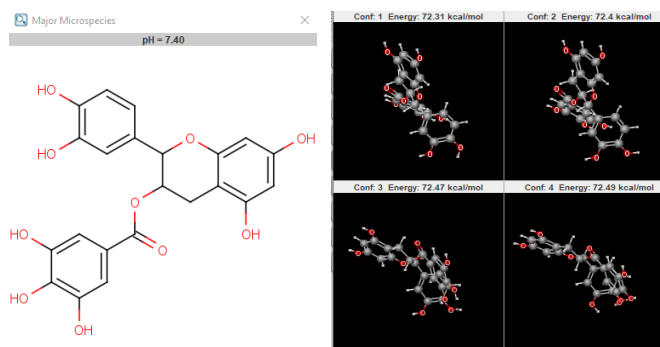 Major Microspecies
pH = 7.40
HO
HO
O
OH
O
OH
O
HO
HO
OH
Conf: 1 Energy: 72.31 kcal/mol
Conf: 2 Energy: 72.4 kcal/mol
Conf: 3 Energy: 72.47 kcal/mol
Conf: 4 Energy: 72.49 kcal/mol